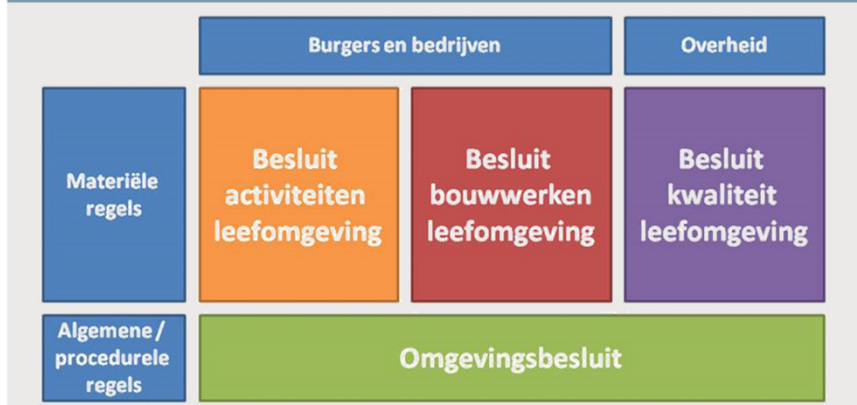 Burgers en bedrijven
Overheid
Materiële
regels
Besluit
activiteiten
leefomgeving
Besluit
bouwwerken
leefomgeving
Besluit
kwaliteit
leefomgeving
Algemene /
procedurele
regels
Omgevingsbesluit